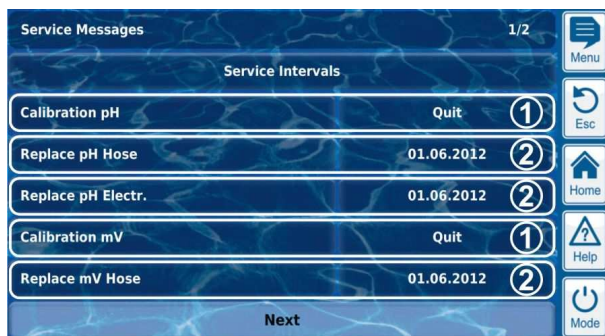 Service Messages 1/2
Menu
Service Intervals
Calibration pH Quit 1
Esc
Replace pH Hose 01.06.2012 2
Replace pH Electr. 01.06.2012 2
Home
Calibration mV Quit 1
Help
Replace mV Hose 01.06.2012 2
Next
Mode